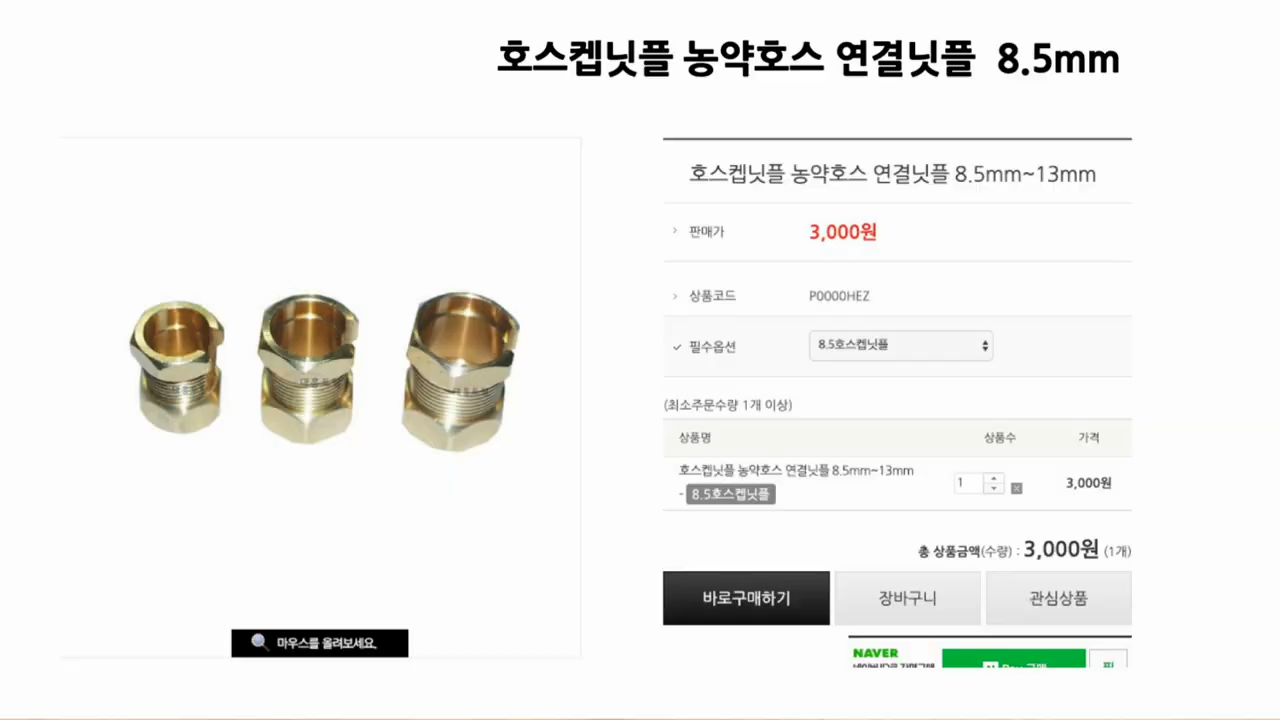 호스켑닛플 농약호스 연결닛플 8.5mm
호스켑닛플 농약호스 연결닛플 8.5mm~13mm
판매가 3,000원
상품코드 P0000HEZ
필수옵션 8.5호스켑닛플
(최소주문수량 1개 이상)
상품명 상품수 가격
호스켑닛플 농약호스 연결닛플 8.5mm~13mm
- 8.5호스켑닛플 1 3,000원
총 상품금액(수량) : 3,000원 (1개)
바로구매하기 장바구니 관심상품
마우스를 올려보세요.
NAVER